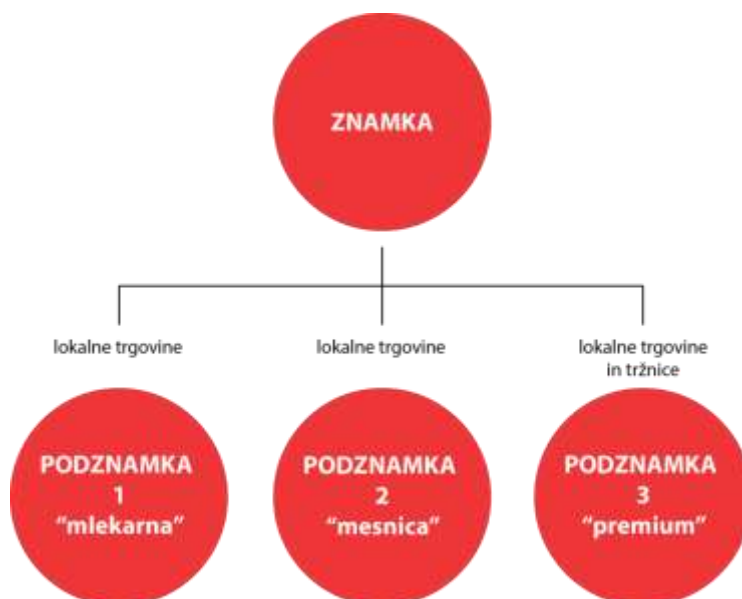 ZNAMKA
lokalne trgovine
lokalne trgovine
lokalne trgovine
in tržnice
PODZNAMKA
1
“mlekarna”
PODZNAMKA
2
“mesnica”
PODZNAMKA
3
“premium”